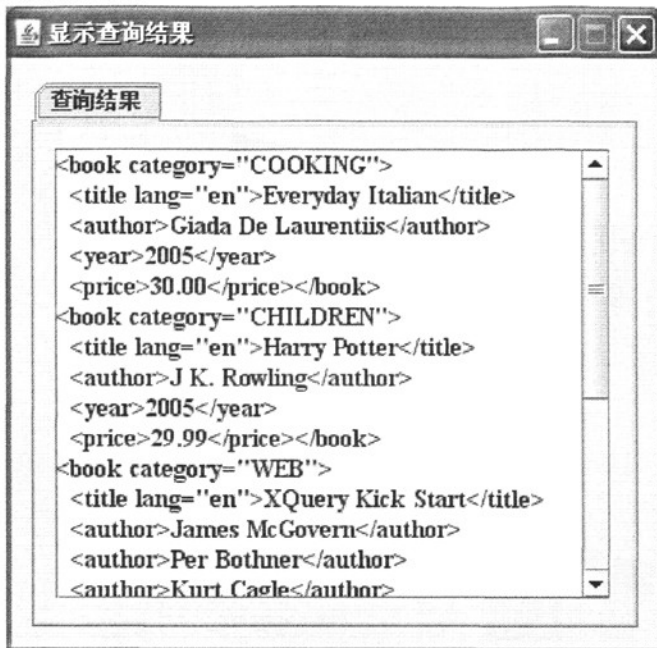 显示查询结果
查询结果
<book category="COOKING">
<title lang="en">Everyday Italian</title>
<author>Giada De Laurentiis</author>
<year>2005</year>
<price>30.00</price></book>
<book category="CHILDREN">
<title lang="en">Harry Potter</title>
<author>J K. Rowling</author>
<year>2005</year>
<price>29.99</price></book>
<book category="WEB">
<title lang="en">XQuery Kick Start</title>
<author>James McGovern</author>
<author>Per Bothner</author>
<author>Kurt Cagle</author>